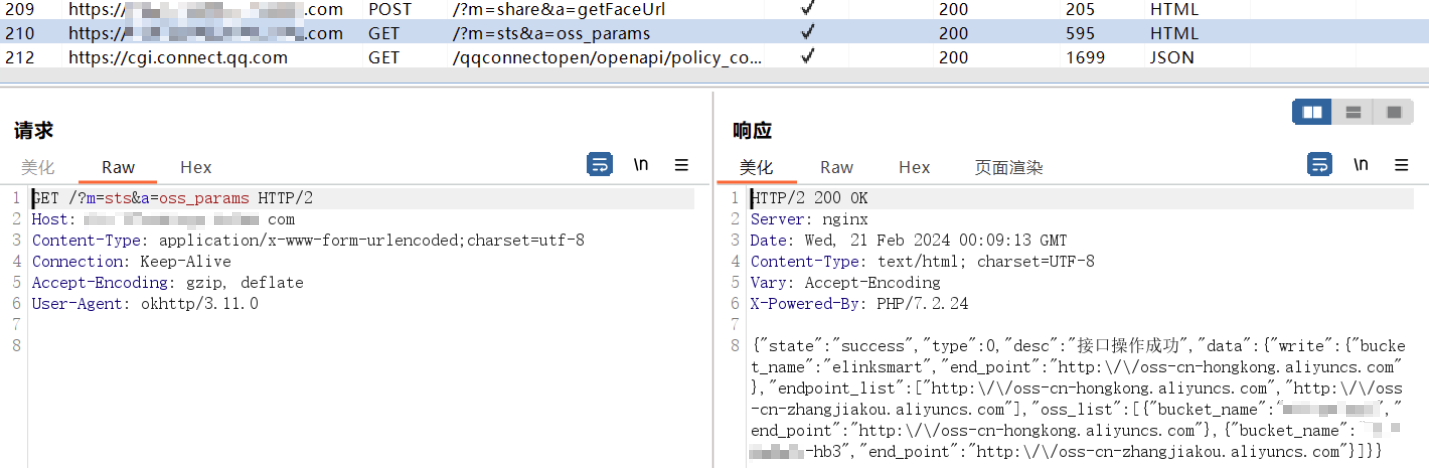 209 https:// .com POST /?m=share&a=getFaceUrl ✓ 200 205 HTML
210 https:// .com GET /?m=sts&a=oss_params ✓ 200 595 HTML
212 https://cgi.connect.qq.com GET /qqconnectopen/openapi/policy_co... ✓ 200 1699 JSON
请求
美化 Raw Hex \n
1 GET /?m=sts&a=oss_params HTTP/2
2 Host: com
3 Content-Type: application/x-www-form-urlencoded;charset=utf-8
4 Connection: Keep-Alive
5 Accept-Encoding: gzip, deflate
6 User-Agent: okhttp/3.11.0
7
8
响应
美化 Raw Hex 页面渲染 \n
1 HTTP/2 200 OK
2 Server: nginx
3 Date: Wed, 21 Feb 2024 00:09:13 GMT
4 Content-Type: text/html; charset=UTF-8
5 Vary: Accept-Encoding
6 X-Powered-By: PHP/7.2.24
7
8 {"state":"success","type":0,"desc":"接口操作成功","data":{"write":{"bucke
t_name":"elinksmart","end_point":"http:\/\/oss-cn-hongkong.aliyuncs.com"
},"endpoint_list":["http:\/\/oss-cn-hongkong.aliyuncs.com","http:\/\/oss
-cn-zhangjiakou.aliyuncs.com"],"oss_list":[{"bucket_name":" ","
end_point":"http:\/\/oss-cn-hongkong.aliyuncs.com"},{"bucket_name":"
-hb3","end_point":"http:\/\/oss-cn-zhangjiakou.aliyuncs.com"}]}}